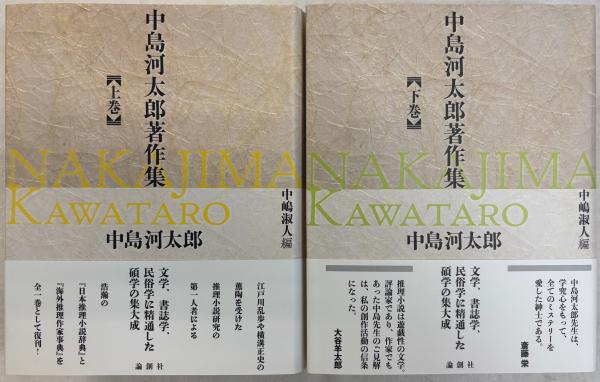 中島河太郎著作集
【上巻】
NAKAJIMA
KAWATARO
中嶋淑人 編
中島河太郎
江戸川乱歩や横溝正史の
薫陶を受けた
推理小説研究の
第一人者による
文学、書誌学、
民俗学に精通した
碩学の集大成
浩瀚の
『日本推理小説辞典』と
『海外推理作家事典』を
全一巻として復刊!
論創社
中島河太郎著作集
【下巻】
NAKAJIMA
KAWATARO
中嶋淑人 編
中島河太郎
中島河太郎先生は、
学究心をもって、
全てのミステリーを
愛した紳士である。
斎藤栄
文学、書誌学、
民俗学に精通した
碩学の集大成
推理小説は遊戯性の文学。
評論家であり、作家でも
あった中島先生のご見解
は、私の創作活動の信条
になった。
大谷羊太郎
論創社